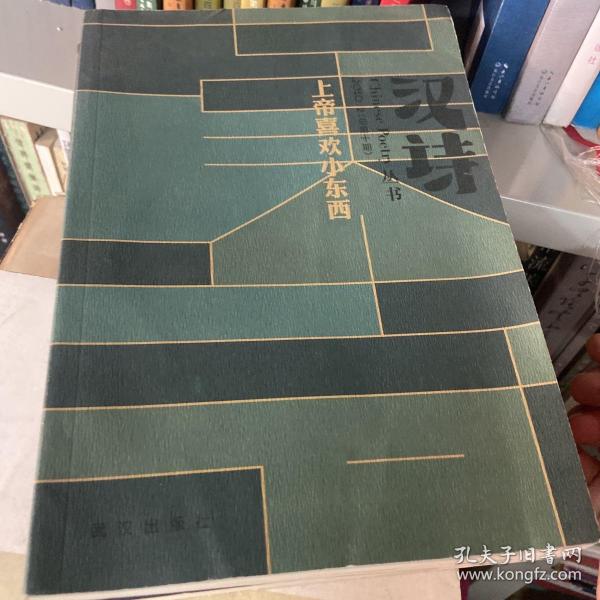 汉诗
Chinese Poetry 丛书
上帝喜欢小东西
武汉出版社
孔夫子旧书网
www.kongfz.com